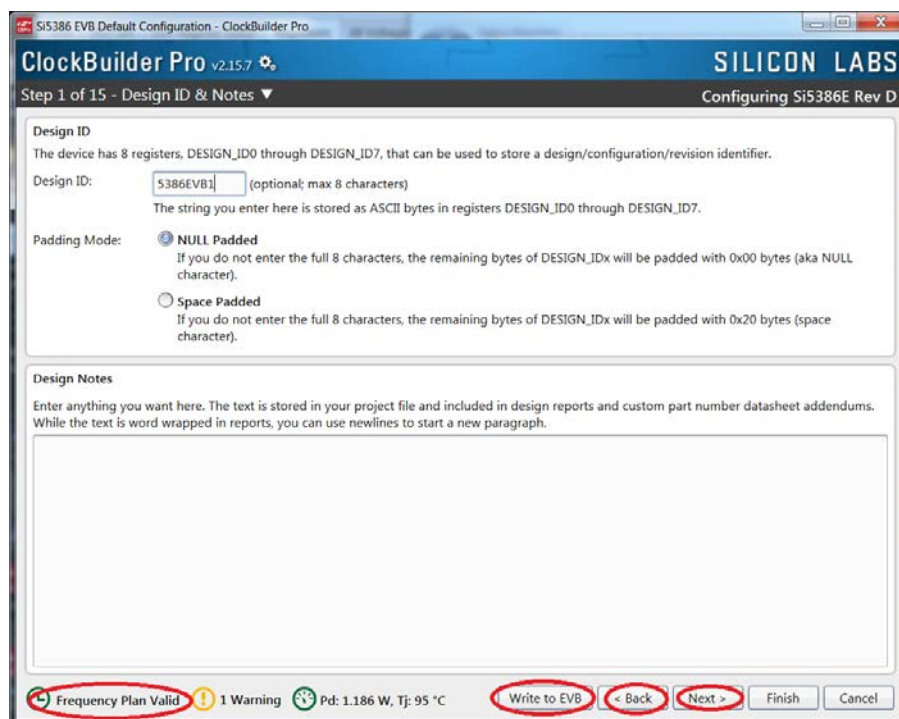 Si5386 EVB Default Configuration - ClockBuilder Pro
ClockBuilder Pro v2.15.7
SILICON LABS
Step 1 of 15 - Design ID & Notes ▼
Configuring Si5386E Rev D
Design ID
The device has 8 registers, DESIGN_ID0 through DESIGN_ID7, that can be used to store a design/configuration/revision identifier.
Design ID: 5386EVB1 (optional; max 8 characters)
The string you enter here is stored as ASCII bytes in registers DESIGN_ID0 through DESIGN_ID7.
Padding Mode: NULL Padded
If you do not enter the full 8 characters, the remaining bytes of DESIGN_IDx will be padded with 0x00 bytes (aka NULL
character).
Space Padded
If you do not enter the full 8 characters, the remaining bytes of DESIGN_IDx will be padded with 0x20 bytes (space
character).
Design Notes
Enter anything you want here. The text is stored in your project file and included in design reports and custom part number datasheet addendums.
While the text is word wrapped in reports, you can use newlines to start a new paragraph.
Frequency Plan Valid 1 Warning Pd: 1.186 W, Tj: 95 °C Write to EVB < Back Next > Finish Cancel